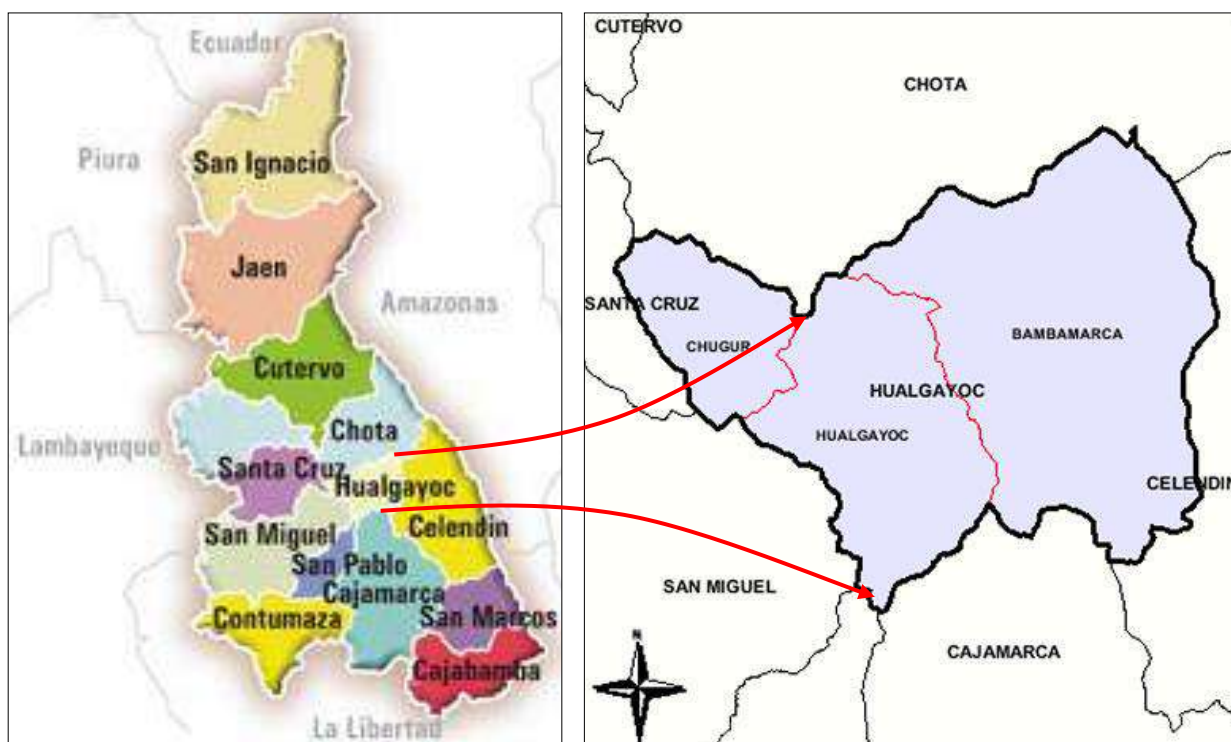 Ecuador
Piura
San Ignacio
Jaen
Amazonas
Cutervo
Lambayeque
Chota
Santa Cruz
Hualgayoc
San Miguel
Celendin
San Pablo
Cajamarca
Contumaza
San Marcos
Cajabamba
La Libertad
CUTERVO
CHOTA
SANTA CRUZ
CHUGUR
BAMBAMARCA
HUALGAYOC
HUALGAYOC
CELENDIN
SAN MIGUEL
CAJAMARCA
N